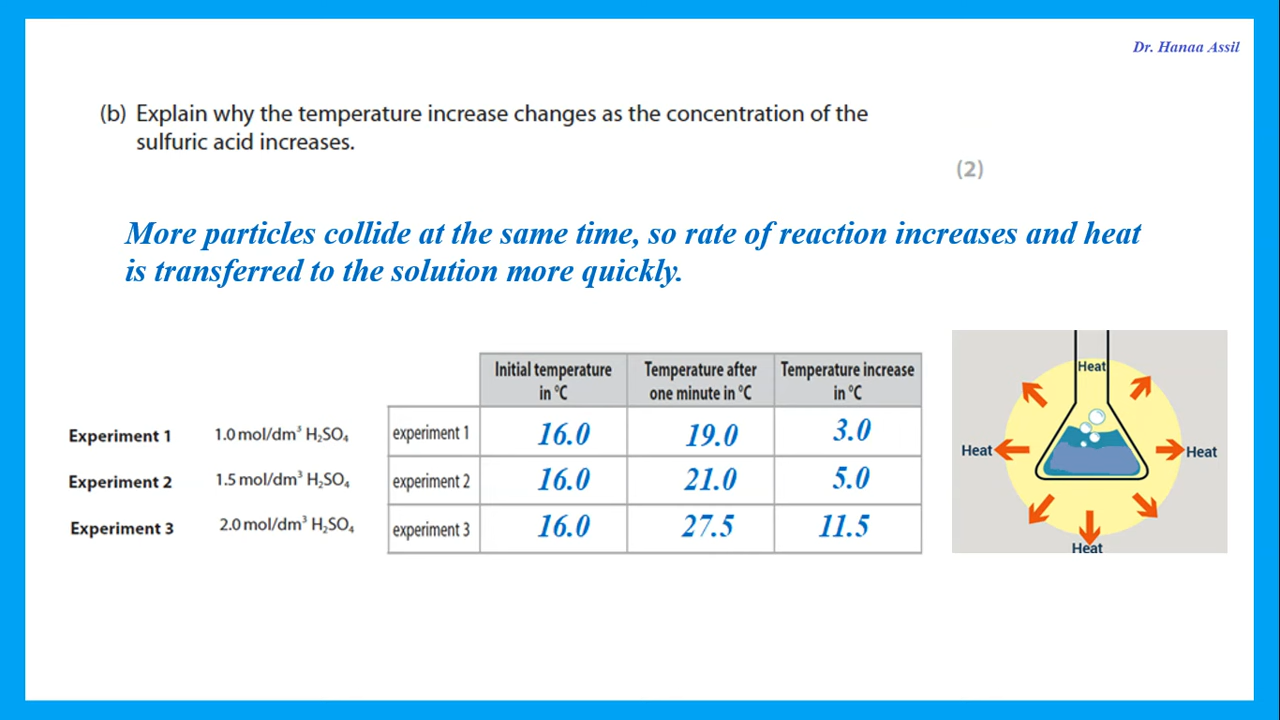 Dr. Hanaa Assil
(b) Explain why the temperature increase changes as the concentration of the
sulfuric acid increases.
(2)
More particles collide at the same time, so rate of reaction increases and heat
is transferred to the solution more quickly.
Initial temperature in °C Temperature after one minute in °C Temperature increase in °C
Experiment 1 1.0 mol/dm³ H₂SO₄ experiment 1 16.0 19.0 3.0
Experiment 2 1.5 mol/dm³ H₂SO₄ experiment 2 16.0 21.0 5.0
Experiment 3 2.0 mol/dm³ H₂SO₄ experiment 3 16.0 27.5 11.5
Heat
Heat Heat
Heat